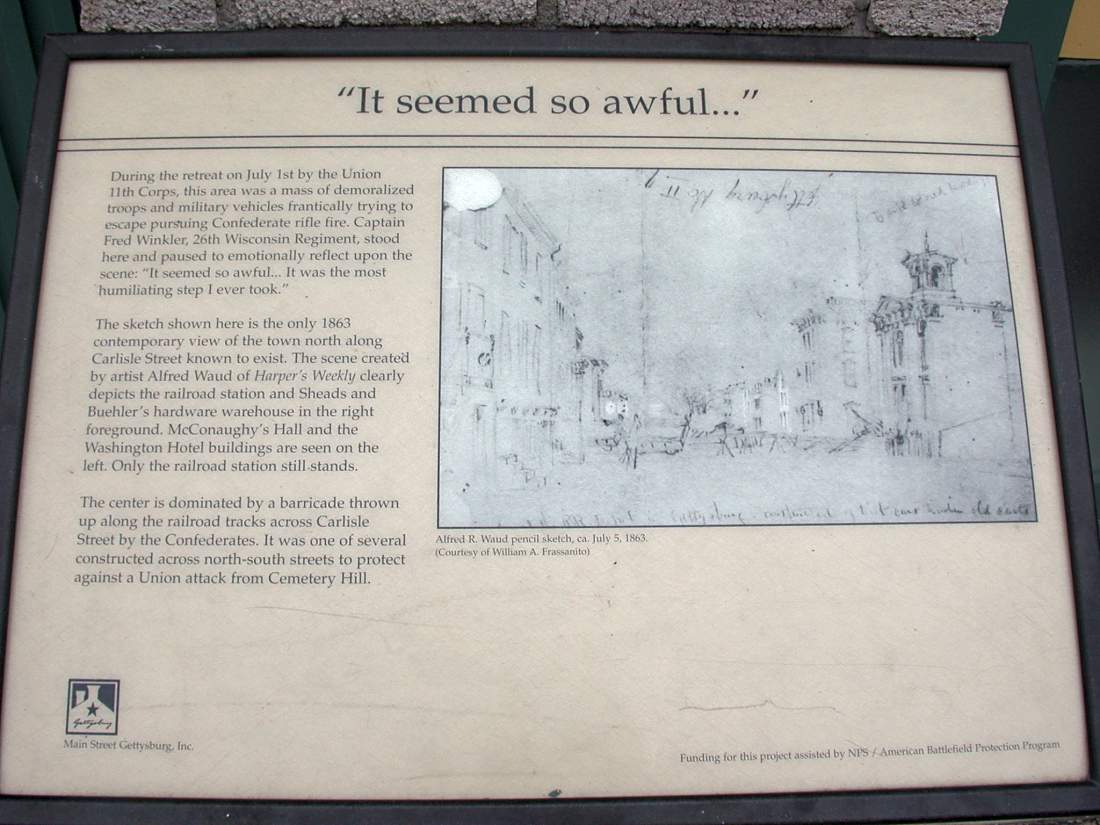 “It seemed so awful...”
During the retreat on July 1st by the Union
11th Corps, this area was a mass of demoralized
troops and military vehicles frantically trying to
escape pursuing Confederate rifle fire. Captain
Fred Winkler, 26th Wisconsin Regiment, stood
here and paused to emotionally reflect upon the
scene: “It seemed so awful... It was the most
humiliating step I ever took.”
The sketch shown here is the only 1863
contemporary view of the town north along
Carlisle Street known to exist. The scene created
by artist Alfred Waud of Harper’s Weekly clearly
depicts the railroad station and Sheads and
Buehler’s hardware warehouse in the right
foreground. McConaughy’s Hall and the
Washington Hotel buildings are seen on the
left. Only the railroad station still stands.
The center is dominated by a barricade thrown
up along the railroad tracks across Carlisle
Street by the Confederates. It was one of several
constructed across north-south streets to protect
against a Union attack from Cemetery Hill.
Gettysburg
Alfred R. Waud pencil sketch, ca. July 5, 1863.
(Courtesy of William A. Frassanito)
Gettysburg
Main Street Gettysburg, Inc.
Funding for this project assisted by NPS / American Battlefield Protection Program